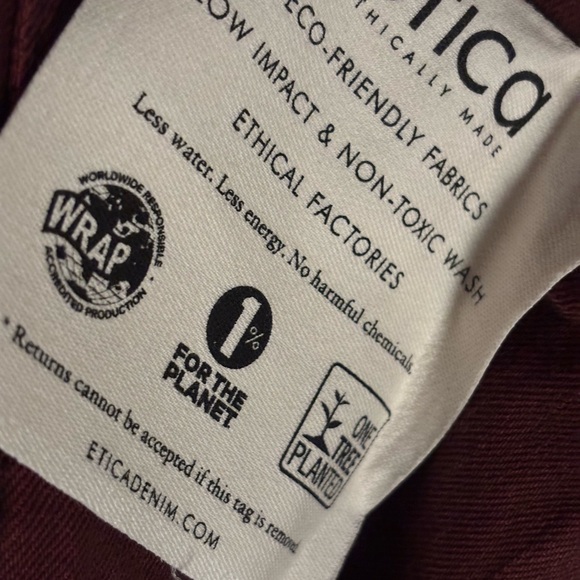 ETICA
ETHICALLY MADE
ECO-FRIENDLY FABRICS
LOW IMPACT & NON-TOXIC WASH
ETHICAL FACTORIES
Less water. Less energy. No harmful chemicals.
WORLDWIDE RESPONSIBLE
WRAP
ACCREDITED PRODUCTION
1%
FOR THE
PLANET
ONE
TREE
PLANTED
* Returns cannot be accepted if this tag is removed
ETICADENIM.COM